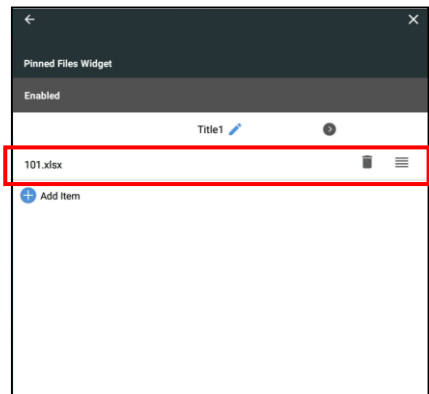 Pinned Files Widget
Enabled
Title1
101.xlsx
Add Item